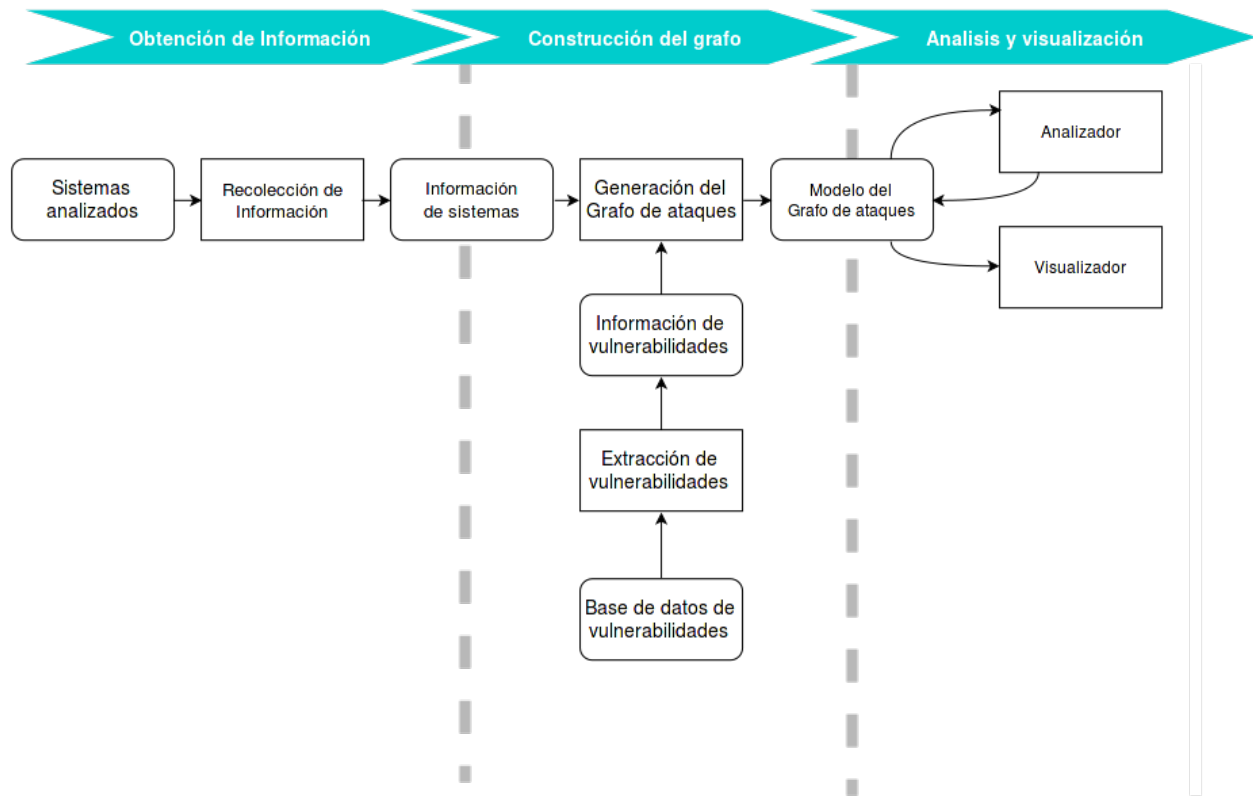 Obtención de Información
Construcción del grafo
Analisis y visualización
Sistemas
analizados
Recolección de
Información
Información
de sistemas
Generación del
Grafo de ataques
Modelo del
Grafo de ataques
Analizador
Visualizador
Información de
vulnerabilidades
Extracción de
vulnerabilidades
Base de datos de
vulnerabilidades